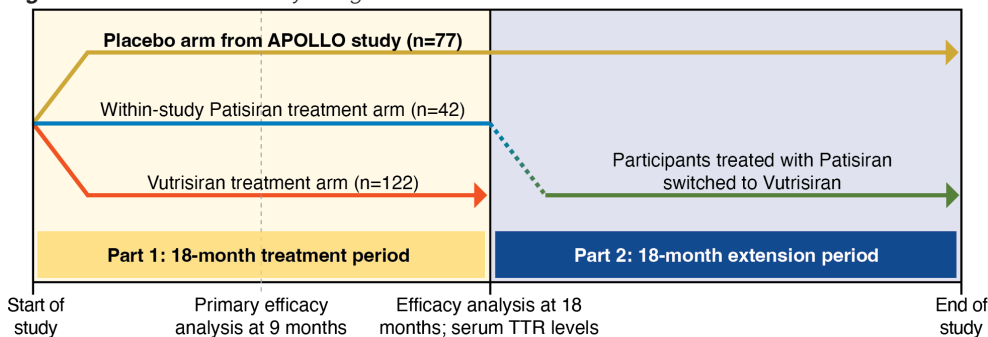 Placebo arm from APOLLO study (n=77)
Within-study Patisiran treatment arm (n=42)
Vutrisiran treatment arm (n=122)
Participants treated with Patisiran
switched to Vutrisiran
Part 1: 18-month treatment period
Part 2: 18-month extension period
Start of
study
Primary efficacy
analysis at 9 months
Efficacy analysis at 18
months; serum TTR levels
End of
study